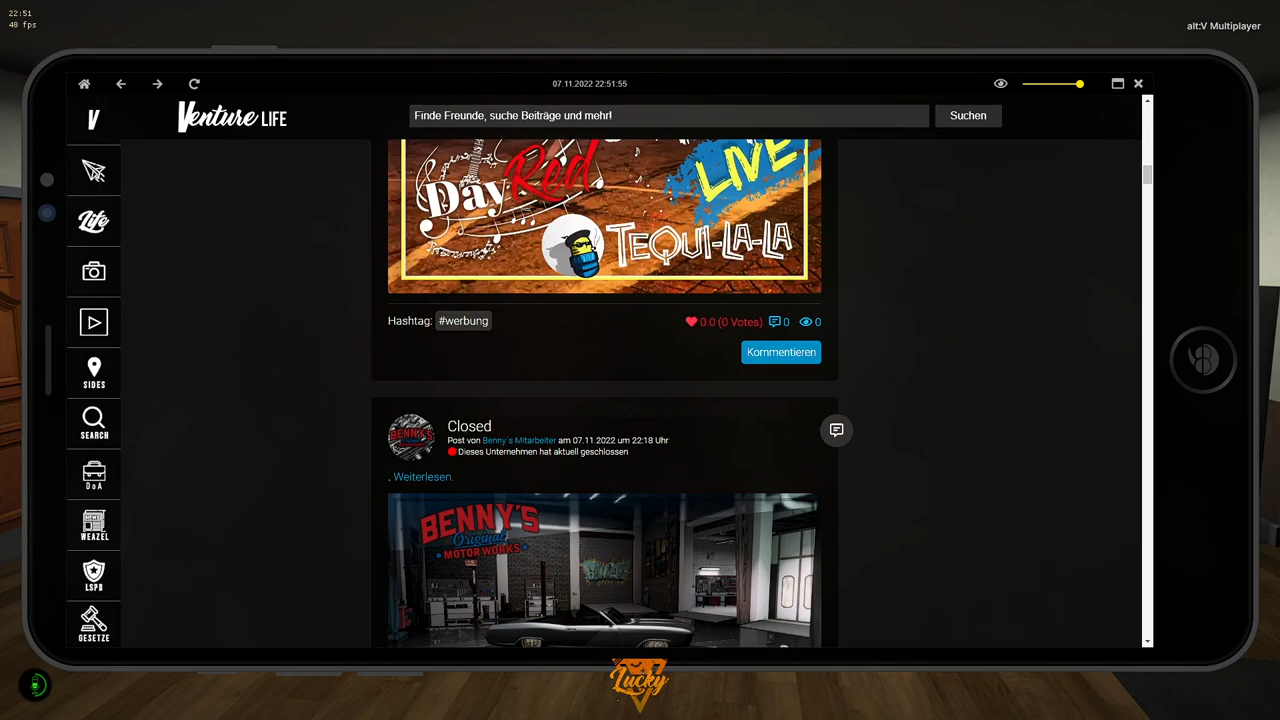 22:51
40 fps
alt:V Multiplayer
07.11.2022 22:51:55
V
Venture LIFE
Finde Freunde, suche Beiträge und mehr!
Suchen
Life
SIDES
SEARCH
DoA
NEWS
WEAZEL
LSPD
GESETZE
DayRed
LIVE
TEQUI-LA-LA
Hashtag: #werbung
0.0 (0 Votes) 0 0
Kommentieren
BENNY'S
Closed
Post von Benny´s Mitarbeiter am 07.11.2022 um 22:18 Uhr
Dieses Unternehmen hat aktuell geschlossen
. Weiterlesen.
BENNY'S
Original
MOTOR WORKS
Lucky